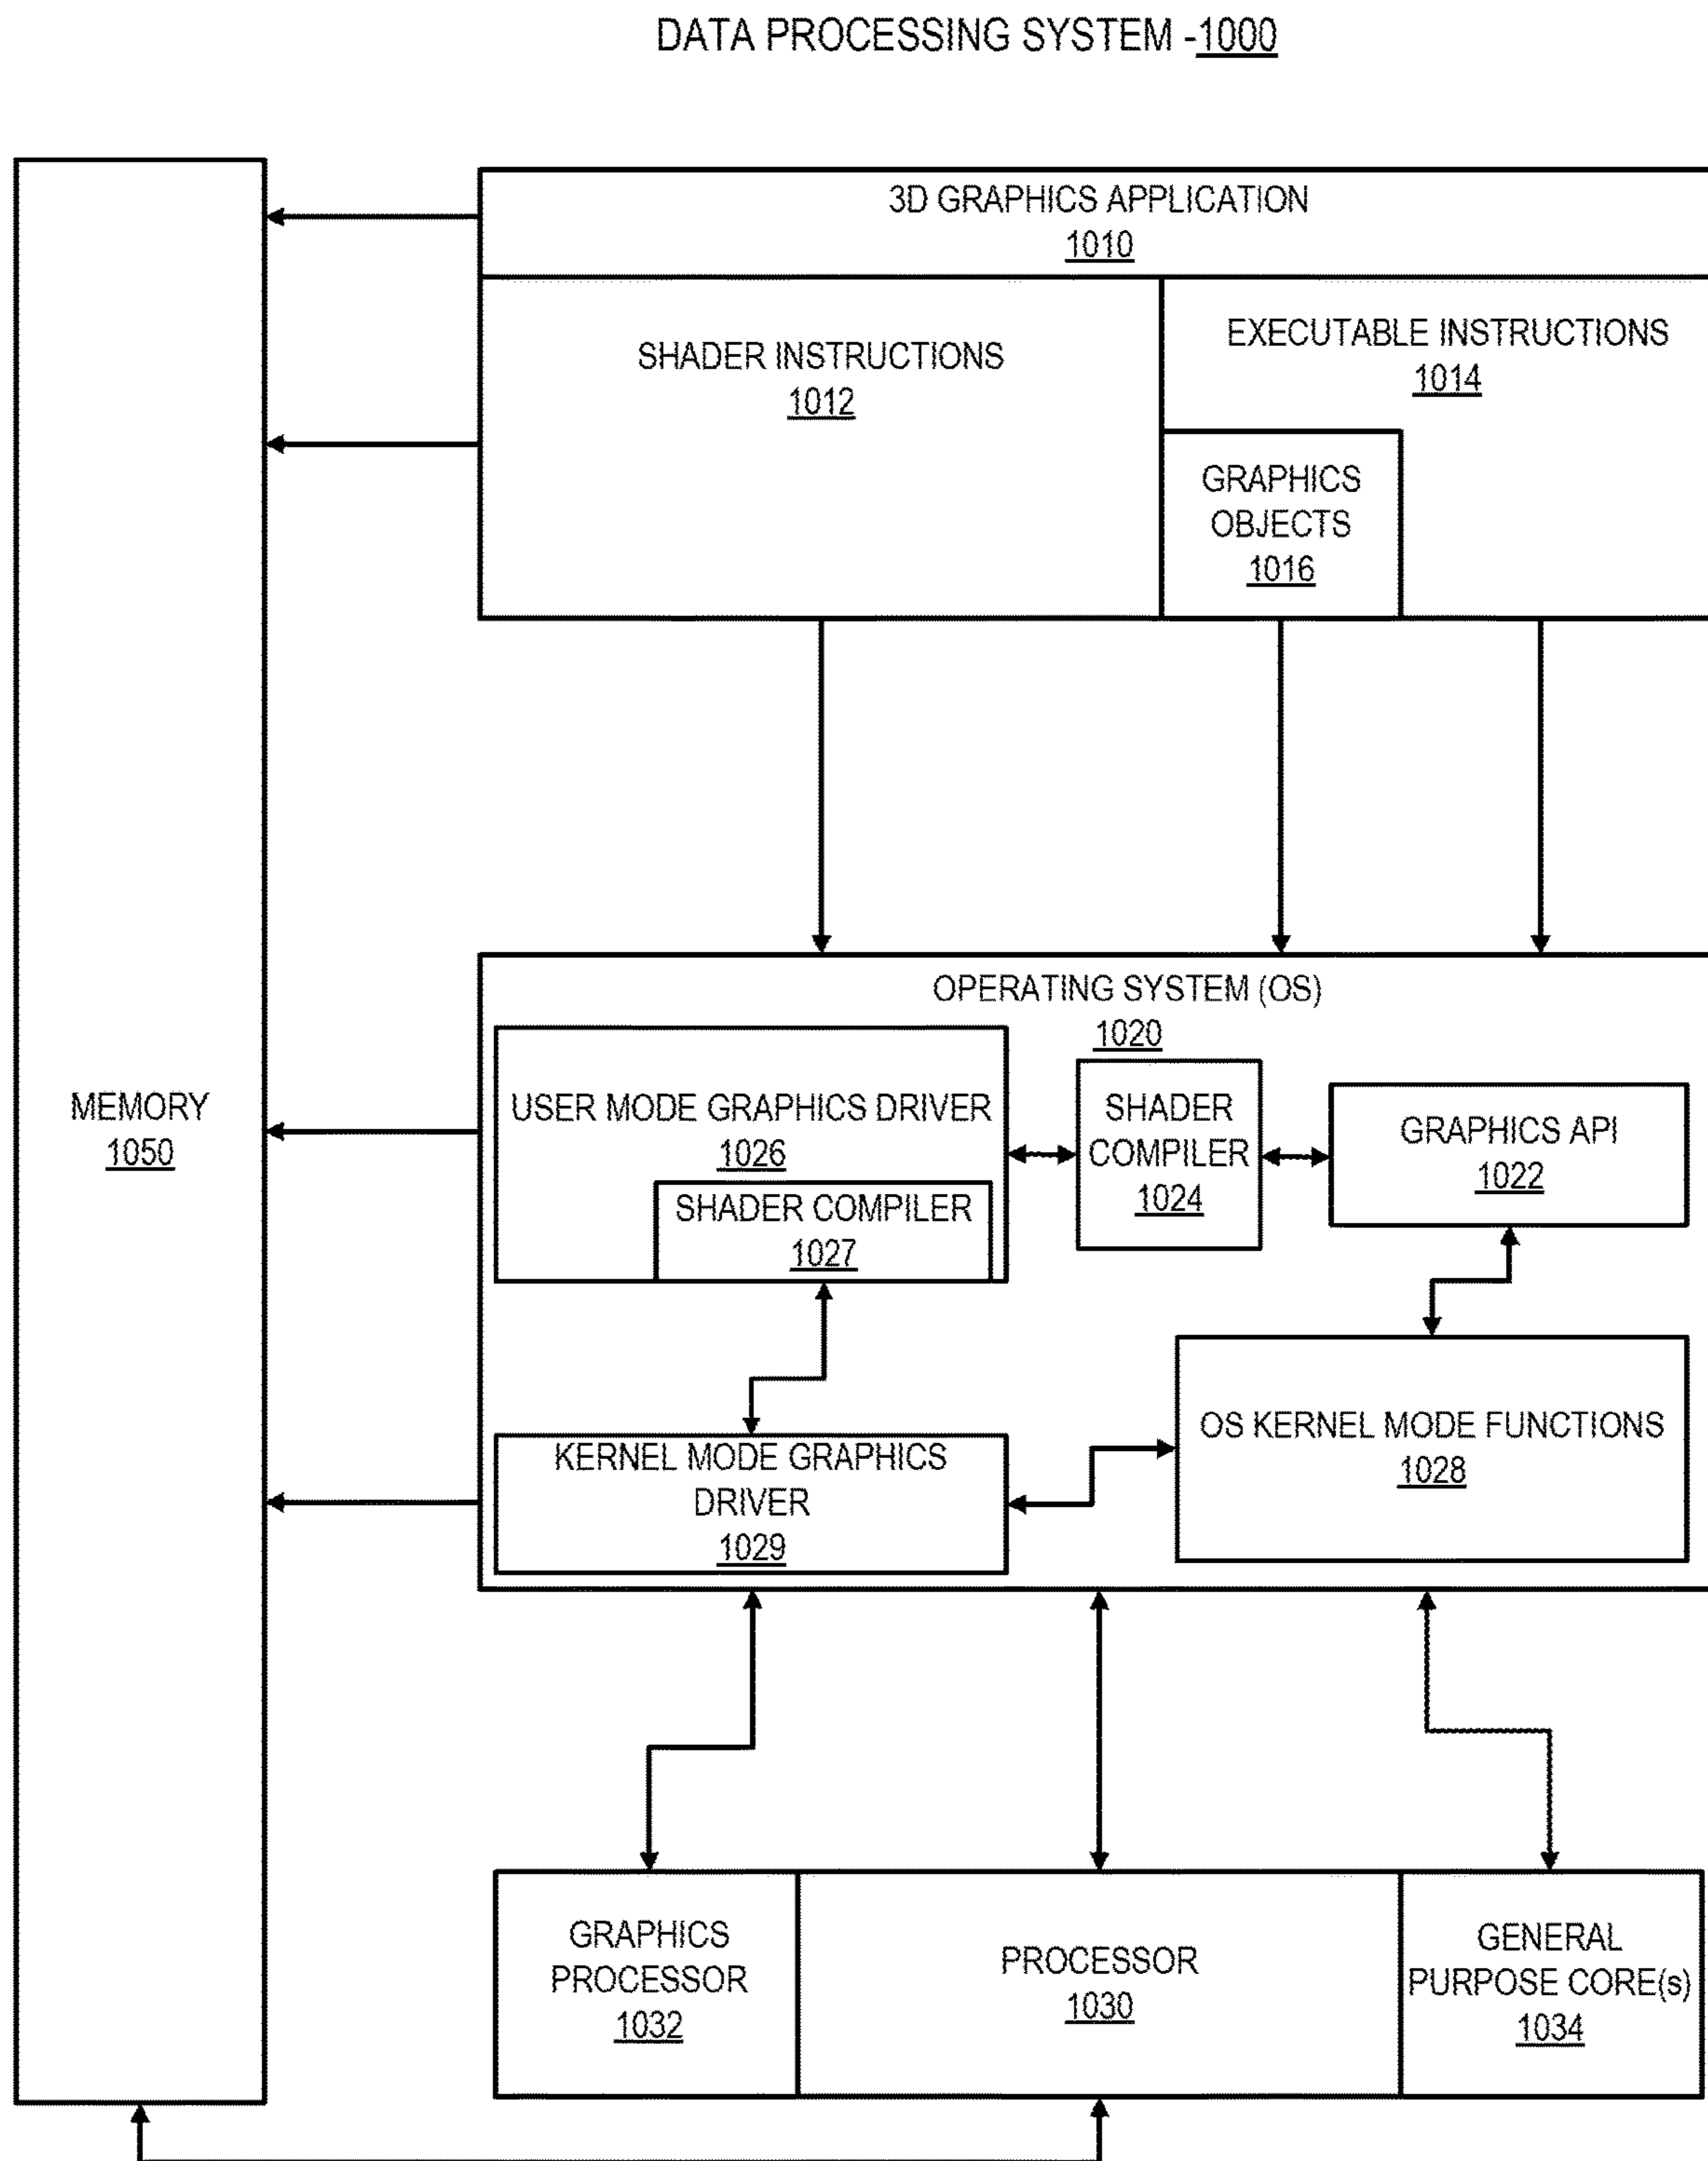 DATA PROCESSING SYSTEM -1000
3D GRAPHICS APPLICATION
1010
SHADER INSTRUCTIONS
1012
EXECUTABLE INSTRUCTIONS
1014
GRAPHICS
OBJECTS
1016
MEMORY
1050
OPERATING SYSTEM (OS)
1020
USER MODE GRAPHICS DRIVER
1026
SHADER COMPILER
1027
SHADER
COMPILER
1024
GRAPHICS API
1022
KERNEL MODE GRAPHICS
DRIVER
1029
OS KERNEL MODE FUNCTIONS
1028
GRAPHICS
PROCESSOR
1032
PROCESSOR
1030
GENERAL
PURPOSE CORE(s)
1034